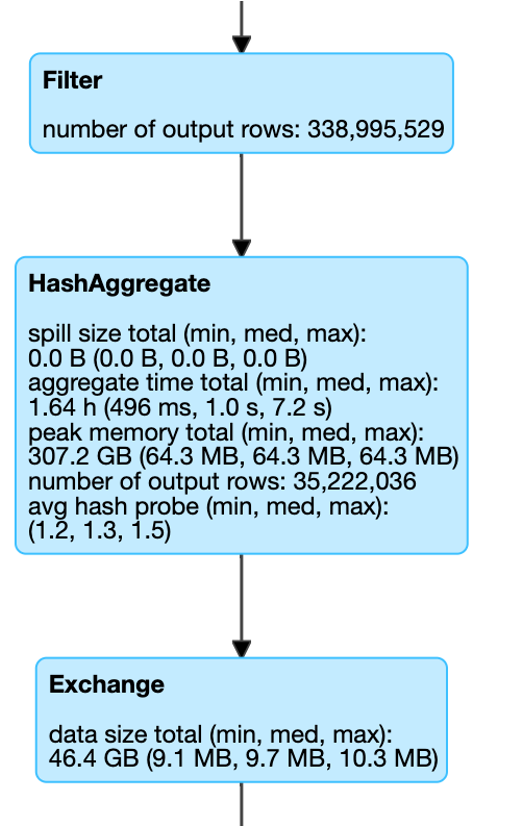 Filter
number of output rows: 338,995,529
HashAggregate
spill size total (min, med, max):
0.0 B (0.0 B, 0.0 B, 0.0 B)
aggregate time total (min, med, max):
1.64 h (496 ms, 1.0 s, 7.2 s)
peak memory total (min, med, max):
307.2 GB (64.3 MB, 64.3 MB, 64.3 MB)
number of output rows: 35,222,036
avg hash probe (min, med, max):
(1.2, 1.3, 1.5)
Exchange
data size total (min, med, max):
46.4 GB (9.1 MB, 9.7 MB, 10.3 MB)